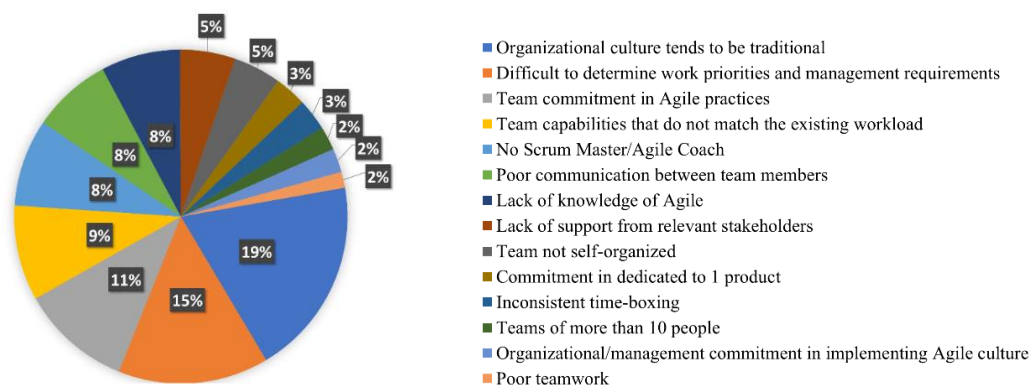 5%
5%
3%
3%
2%
2%
2%
8%
8%
8%
9%
11%
15%
19%
Organizational culture tends to be traditional
Difficult to determine work priorities and management requirements
Team commitment in Agile practices
Team capabilities that do not match the existing workload
No Scrum Master/Agile Coach
Poor communication between team members
Lack of knowledge of Agile
Lack of support from relevant stakeholders
Team not self-organized
Commitment in dedicated to 1 product
Inconsistent time-boxing
Teams of more than 10 people
Organizational/management commitment in implementing Agile culture
Poor teamwork